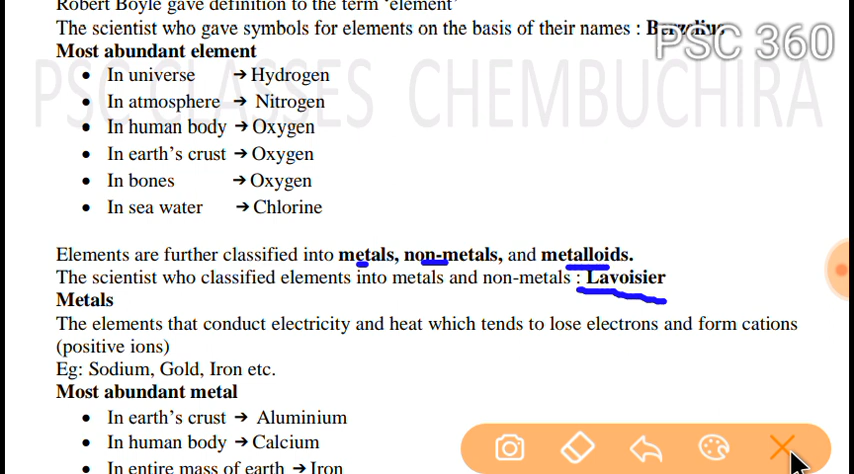 Robert Boyle gave definition to the term ‘element’
The scientist who gave symbols for elements on the basis of their names : Berzelius
PSC 360
Most abundant element
PSC CLASSES CHEMBUCHIRA
• In universe → Hydrogen
• In atmosphere → Nitrogen
• In human body → Oxygen
• In earth’s crust → Oxygen
• In bones → Oxygen
• In sea water → Chlorine
Elements are further classified into metals, non-metals, and metalloids.
The scientist who classified elements into metals and non-metals : Lavoisier
Metals
The elements that conduct electricity and heat which tends to lose electrons and form cations
(positive ions)
Eg: Sodium, Gold, Iron etc.
Most abundant metal
• In earth’s crust → Aluminium
• In human body → Calcium
• In entire mass of earth → Iron